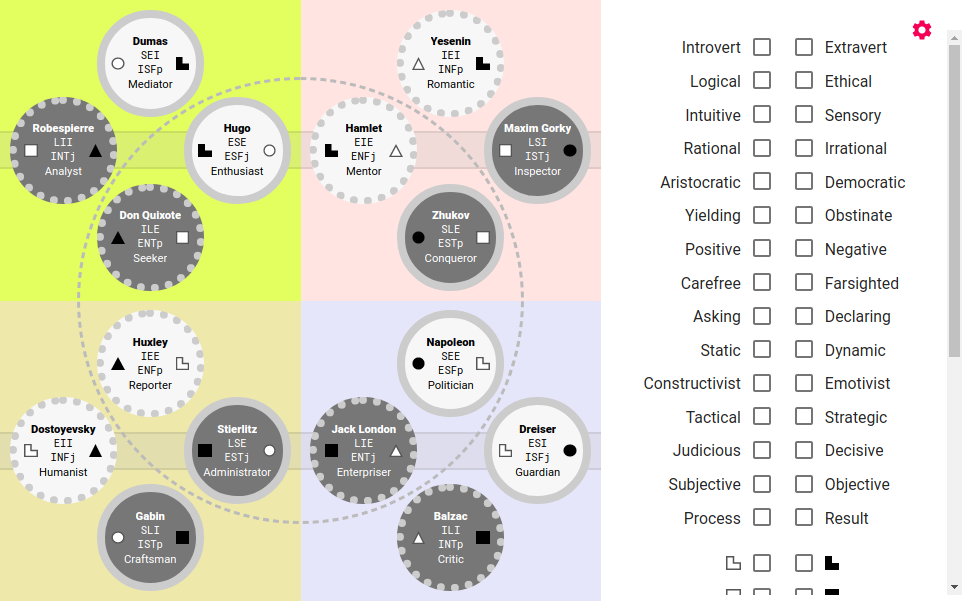 Dumas
SEI
ISFp
Mediator
Yesenin
IEI
INFp
Romantic
Robespierre
LII
INTj
Analyst
Hugo
ESE
ESFj
Enthusiast
Hamlet
EIE
ENFj
Mentor
Maxim Gorky
LSI
ISTj
Inspector
Don Quixote
ILE
ENTp
Seeker
Zhukov
SLE
ESTp
Conqueror
Huxley
IEE
ENFp
Reporter
Napoleon
SEE
ESFp
Politician
Dostoyevsky
EII
INFj
Humanist
Stierlitz
LSE
ESTj
Administrator
Jack London
LIE
ENTj
Enterpriser
Dreiser
ESI
ISFj
Guardian
Gabin
SLI
ISTp
Craftsman
Balzac
ILI
INTp
Critic
Introvert Extravert
Logical Ethical
Intuitive Sensory
Rational Irrational
Aristocratic Democratic
Yielding Obstinate
Positive Negative
Carefree Farsighted
Asking Declaring
Static Dynamic
Constructivist Emotivist
Tactical Strategic
Judicious Decisive
Subjective Objective
Process Result